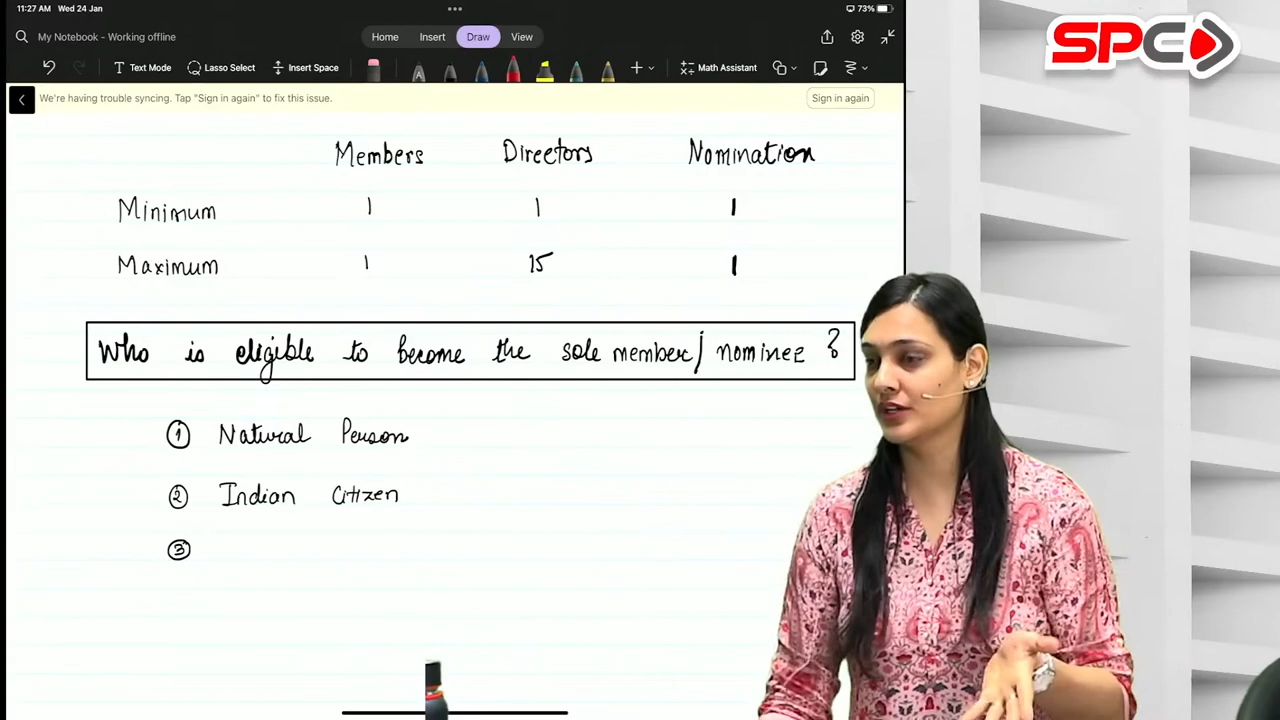 11:27 AM Wed 24 Jan
73%
SPC
My Notebook - Working offline
Home Insert Draw View
Text Mode Lasso Select Insert Space Math Assistant
We're having trouble syncing. Tap "Sign in again" to fix this issue. Sign in again
Members Directors Nomination
Minimum 1 1 1
Maximum 1 15 1
Who is eligible to become the sole member/ nominee ?
① Natural Person
② Indian Citizen
③